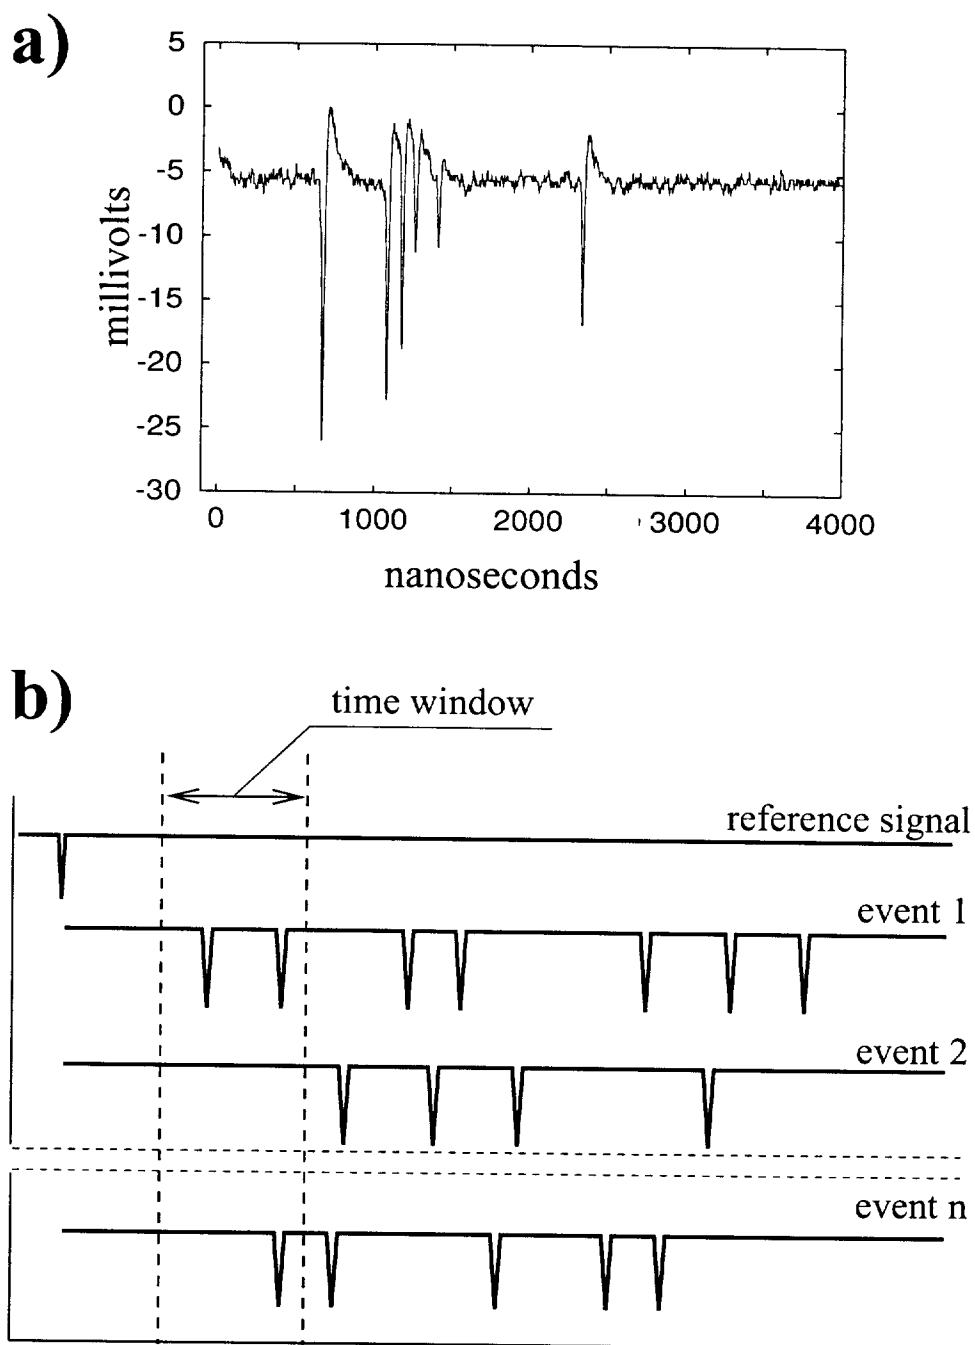 a)
5
0
-5
-10
-15
-20
-25
-30
millivolts
0 1000 2000 3000 4000
nanoseconds
b)
time window
reference signal
event 1
event 2
event n